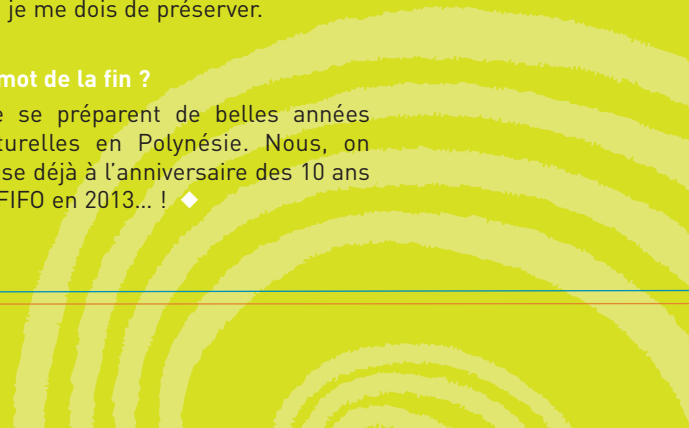 je me dois de préserver.
mot de la fin ?
se préparent de belles années
turelles en Polynésie. Nous, on
se déjà à l'anniversaire des 10 ans
FIFO en 2013... !